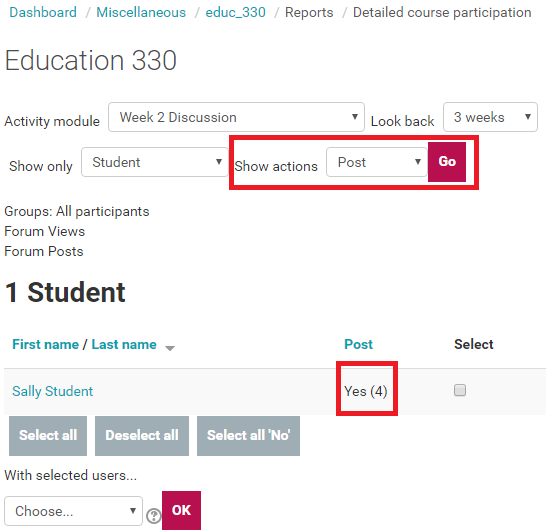 Dashboard / Miscellaneous / educ_330 / Reports / Detailed course participation
Education 330
Activity module Week 2 Discussion Look back 3 weeks
Show only Student Show actions Post Go
Groups: All participants
Forum Views
Forum Posts
1 Student
First name / Last name Post Select
Sally Student Yes (4)
Select all Deselect all Select all 'No'
With selected users...
Choose... ? OK